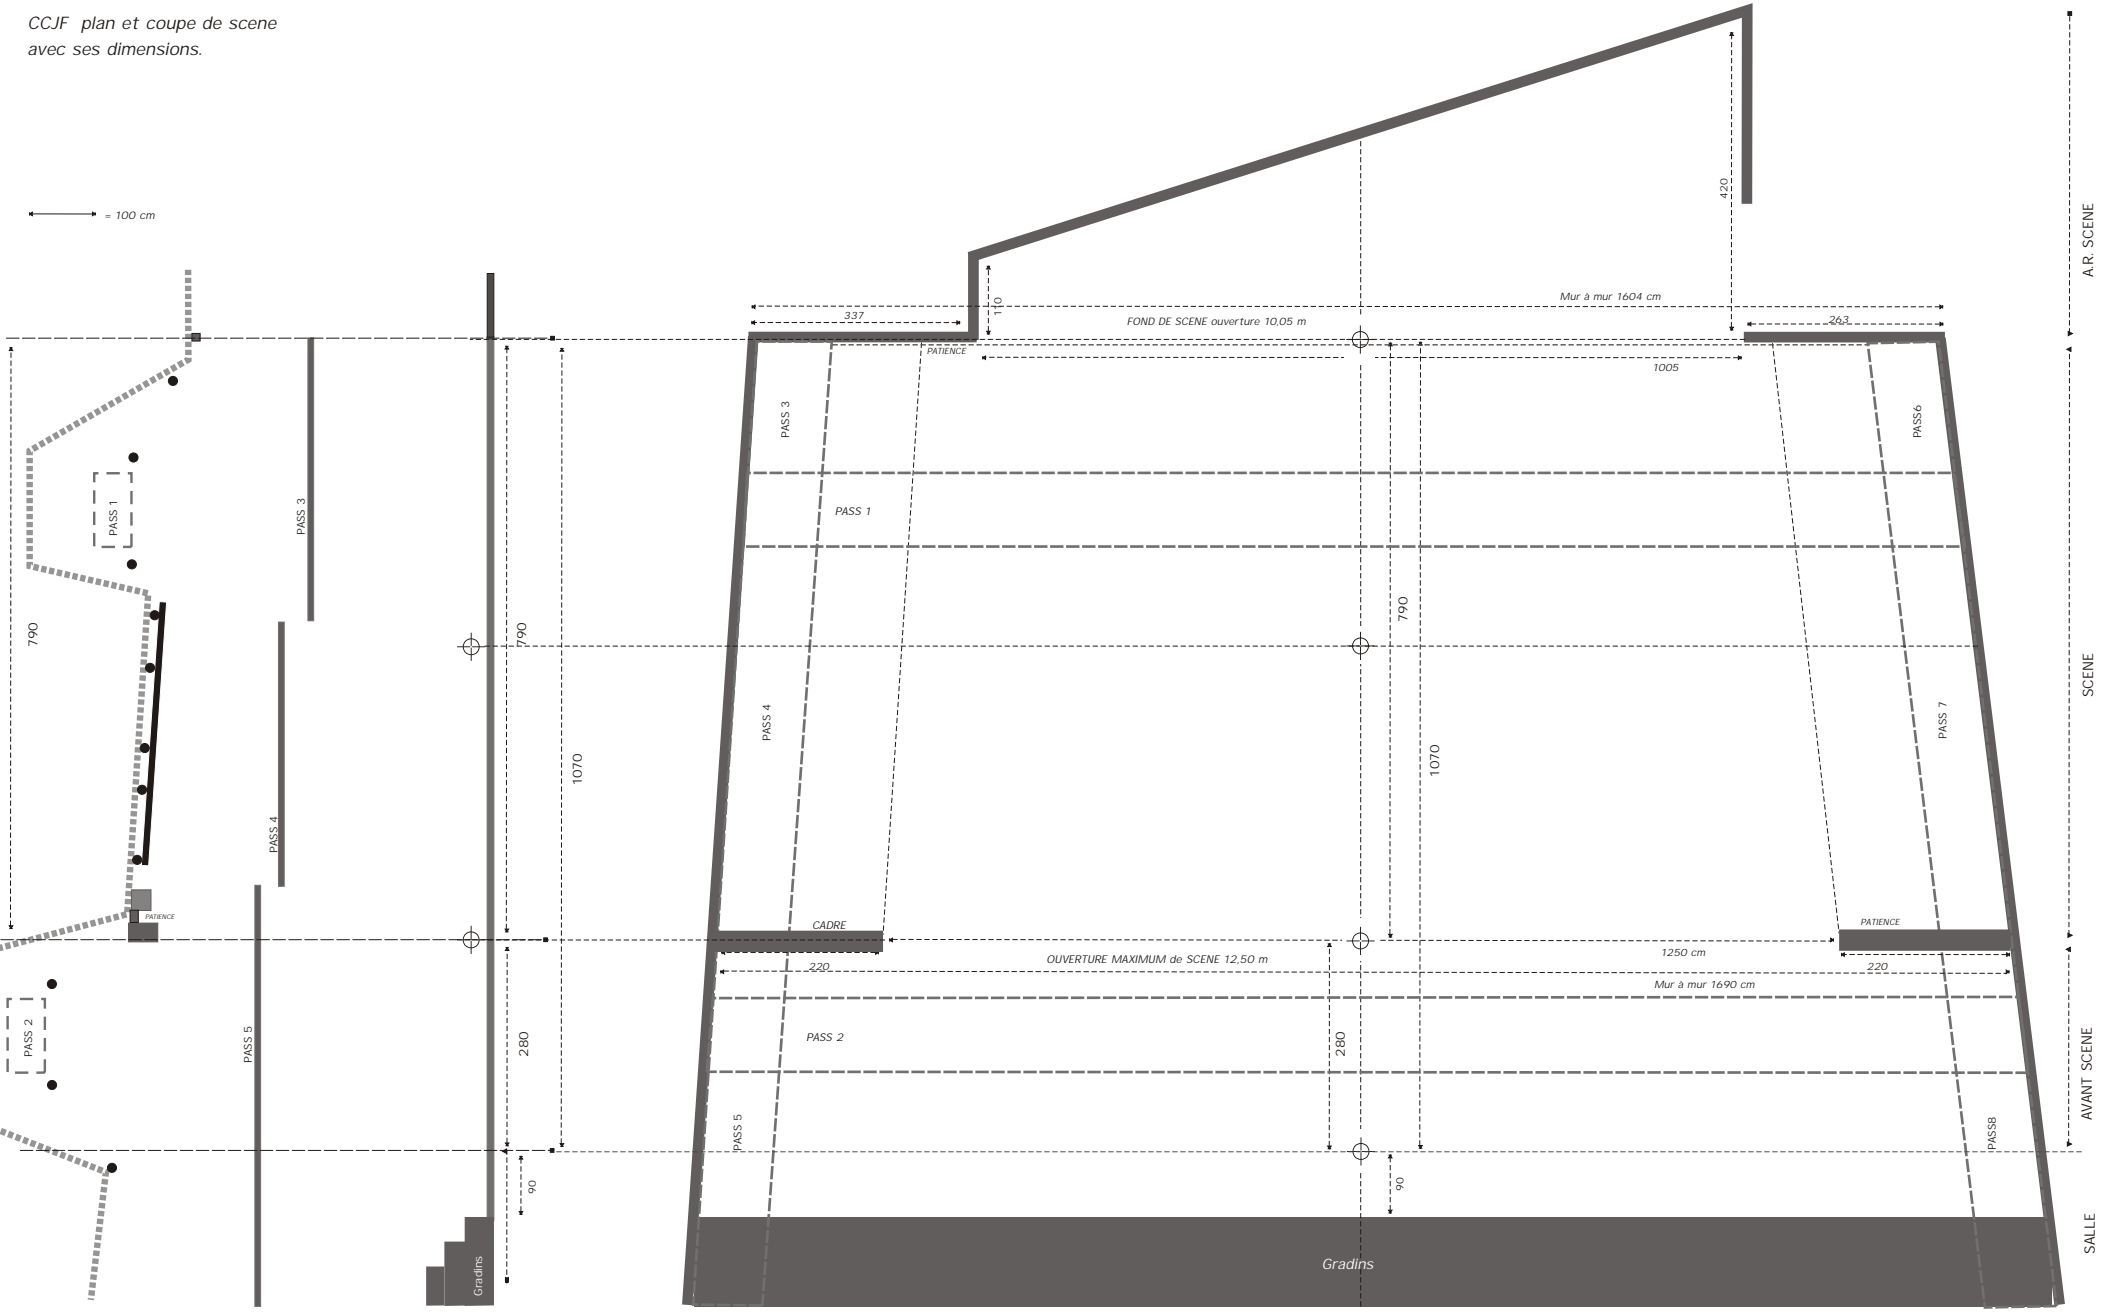 CCJF plan et coupe de scene
avec ses dimensions.
= 100 cm
420
A.R. SCENE
110
Mur à mur 1604 cm
337
FOND DE SCENE ouverture 10,05 m
263
PATIENCE
1005
PASS 3
PASS6
PASS 1
PASS 3
PASS 1
790
790
790
SCENE
PASS 4
PASS 7
1070
1070
PASS 4
PATIENCE
CADRE
PATIENCE
220
OUVERTURE MAXIMUM de SCENE 12,50 m
1250 cm
220
Mur à mur 1690 cm
PASS 2
PASS 5
280
PASS 2
280
AVANT SCENE
PASS 5
PASS8
90
90
SALLE
Gradins
Gradins